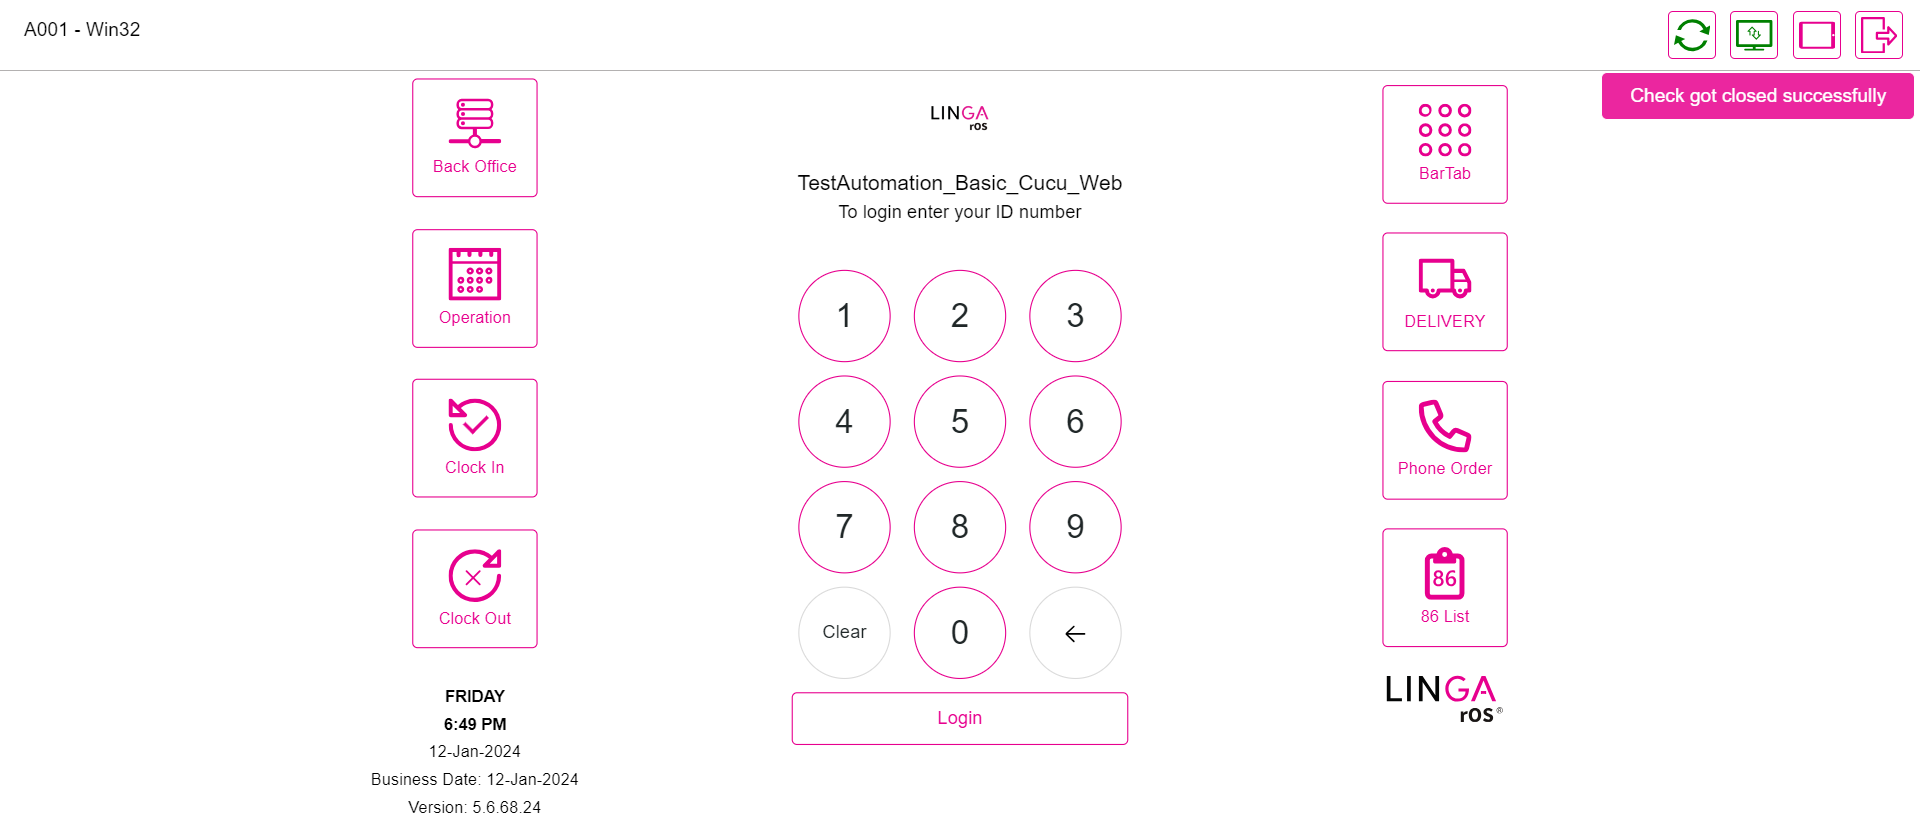 A001 - Win32
Check got closed successfully
Back Office
Operation
Clock In
Clock Out
FRIDAY
6:49 PM
12-Jan-2024
Business Date: 12-Jan-2024
Version: 5.6.68.24
LINGA
rOS
TestAutomation_Basic_Cucu_Web
To login enter your ID number
1 2 3
4 5 6
7 8 9
Clear 0
Login
BarTab
DELIVERY
Phone Order
86
86 List
LINGA
rOS®